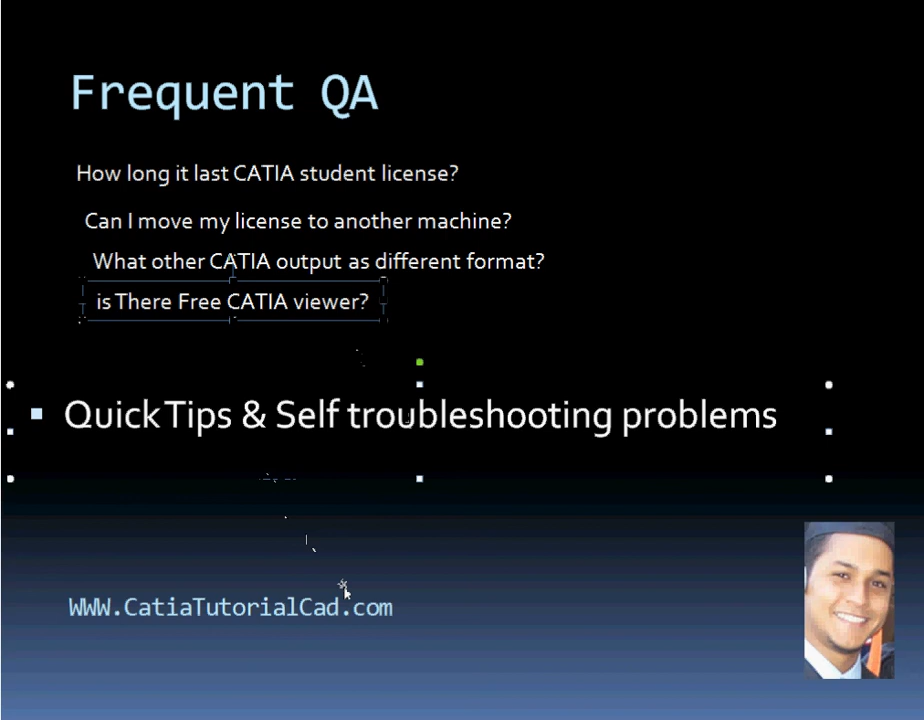 Frequent QA
How long it last CATIA student license?
Can I move my license to another machine?
What other CATIA output as different format?
is There Free CATIA viewer?
Quick Tips & Self troubleshooting problems
WWW.CatiaTutorialCad.com